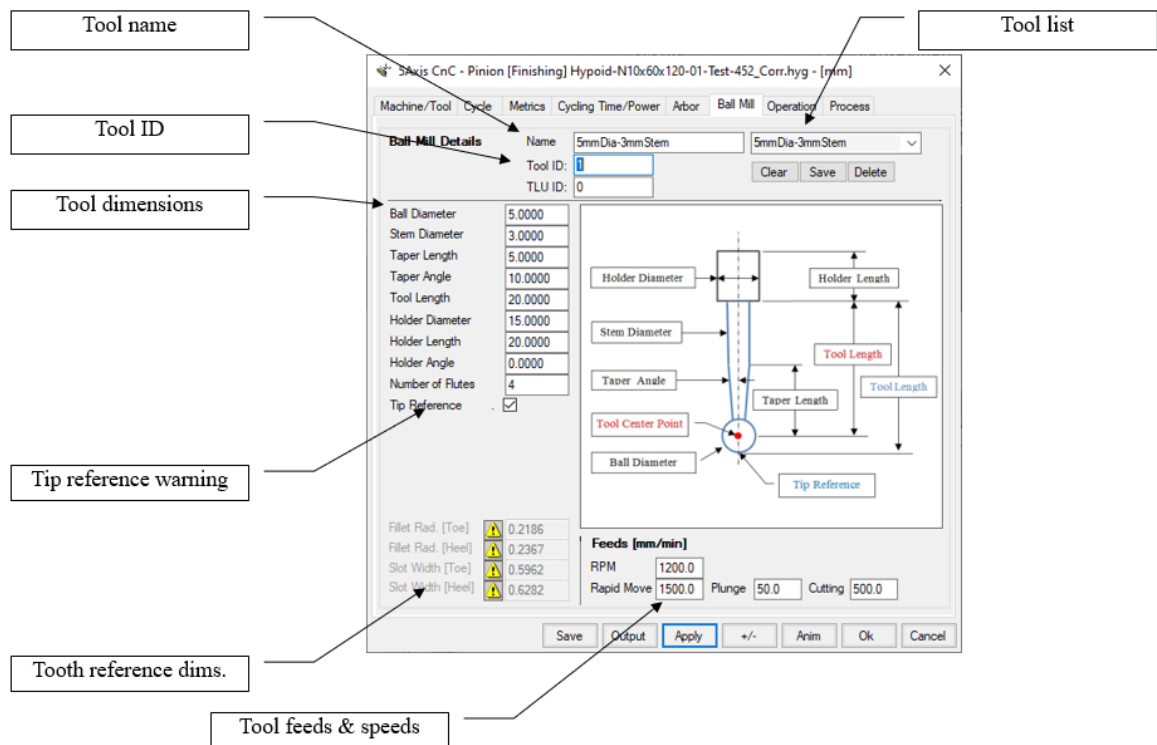 Tool name
Tool list
5Axis CnC - Pinion [Finishing] Hypoid-N10x60x120-01-Test-452_Corr.hyg - [mm]
Machine/Tool Cycle Metrics Cycling Time/Power Arbor Ball Mill Operation Process
Tool ID
Ball Mill Details Name 5mmDia-3mmStem 5mmDia-3mmStem
Tool ID: 1 Clear Save Delete
TLU ID: 0
Tool dimensions
Ball Diameter 5.0000
Stem Diameter 3.0000
Taper Length 5.0000
Taper Angle 10.0000
Tool Length 20.0000
Holder Diameter 15.0000
Holder Length 20.0000
Holder Angle 0.0000
Number of Flutes 4
Tip Reference .
Holder Diameter Holder Length
Stem Diameter
Tool Length
Taper Angle Tool Length
Taper Length
Tool Center Point
Ball Diameter
Tip Reference
Tip reference warning
Fillet Rad. [Toe] 0.2186
Fillet Rad. [Heel] 0.2367
Slot Width [Toe] 0.5962
Slot Width [Heel] 0.6282
Feeds [mm/min]
RPM 1200.0
Rapid Move 1500.0 Plunge 50.0 Cutting 500.0
Save Output Apply +/- Anim Ok Cancel
Tooth reference dims.
Tool feeds & speeds